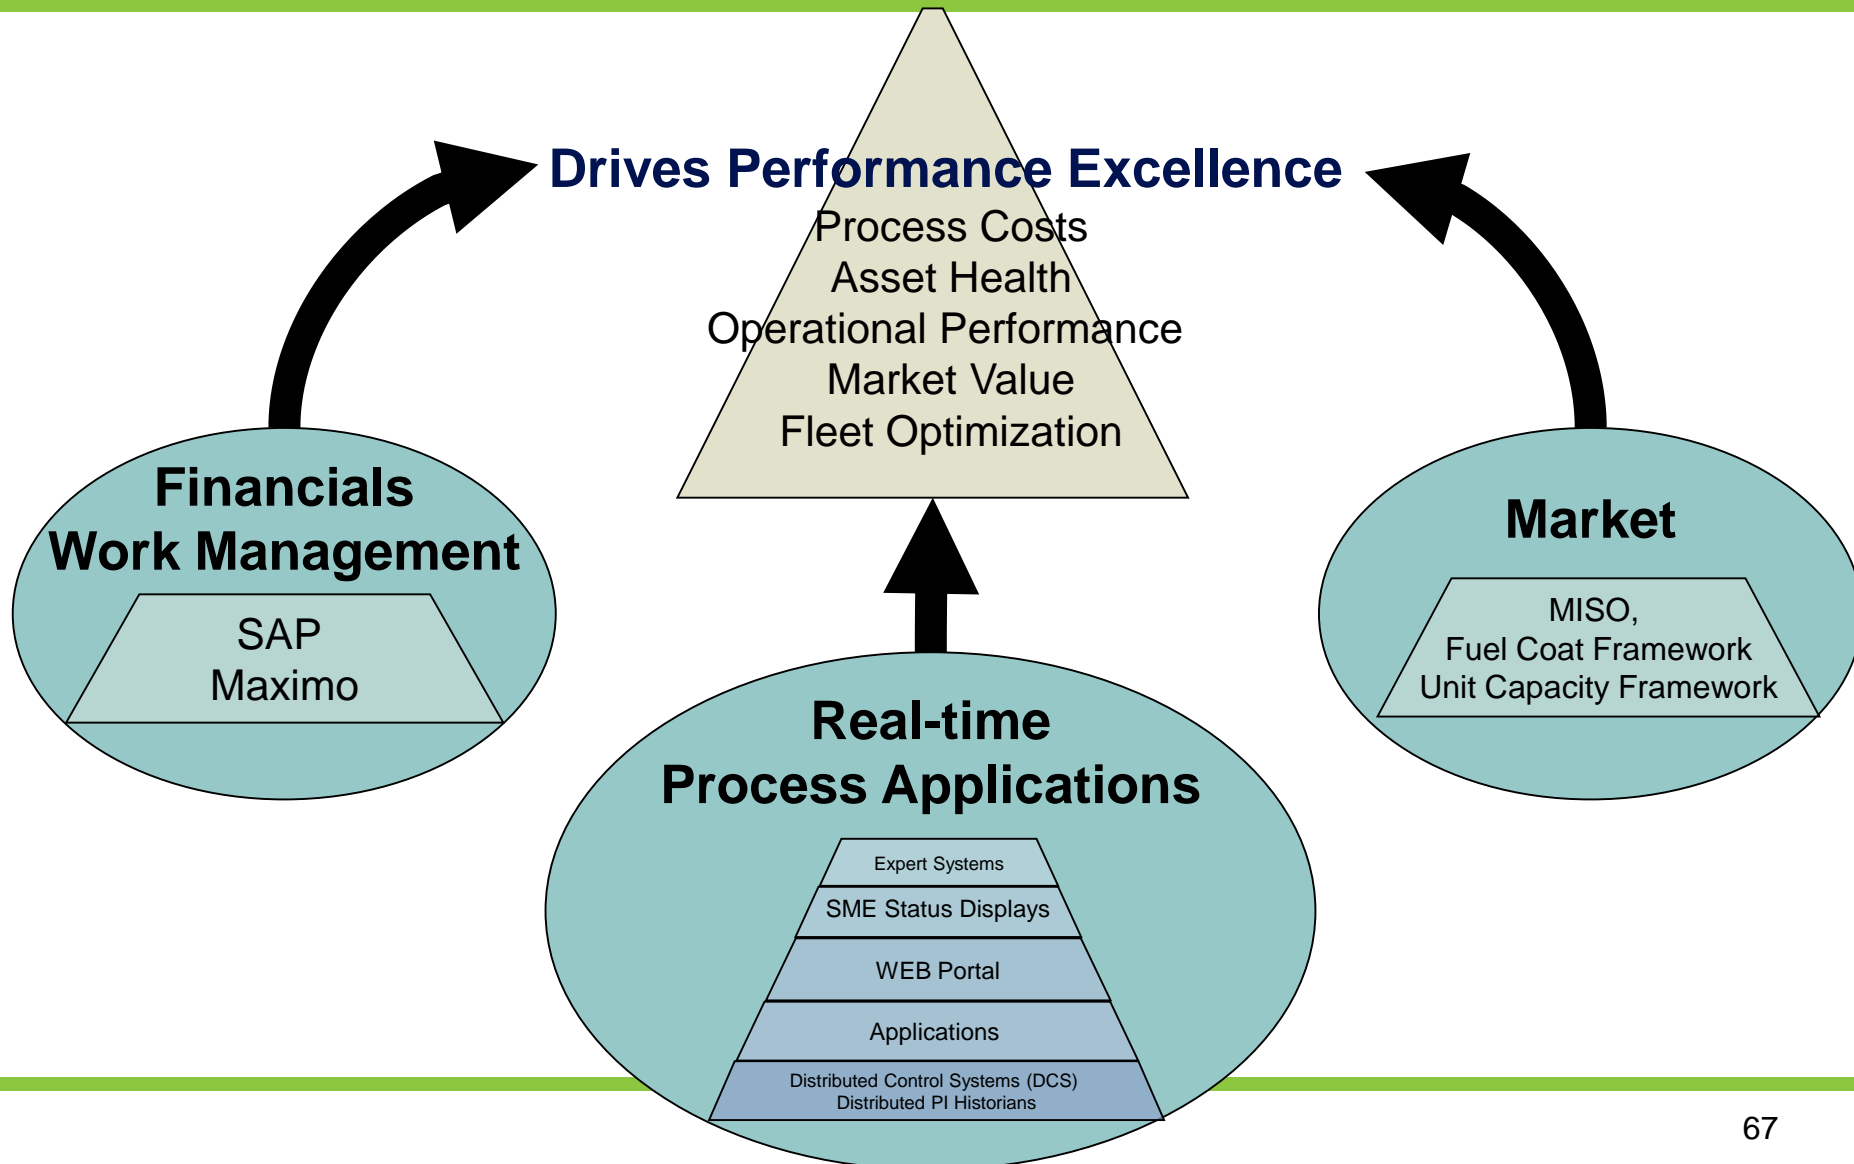 Drives Performance Excellence
Process Costs
Asset Health
Operational Performance
Market Value
Fleet Optimization
Financials
Work Management
SAP
Maximo
Market
MISO,
Fuel Coat Framework
Unit Capacity Framework
Real-time
Process Applications
Expert Systems
SME Status Displays
WEB Portal
Applications
Distributed Control Systems (DCS)
Distributed PI Historians
67